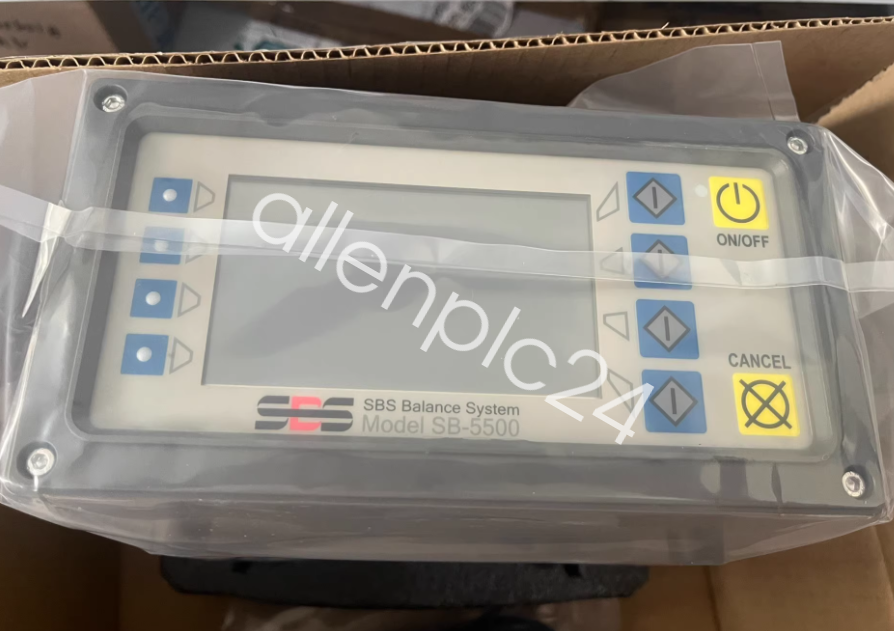 allenplc24
ON/OFF
CANCEL
SBS
SBS Balance System
Model SB-5500